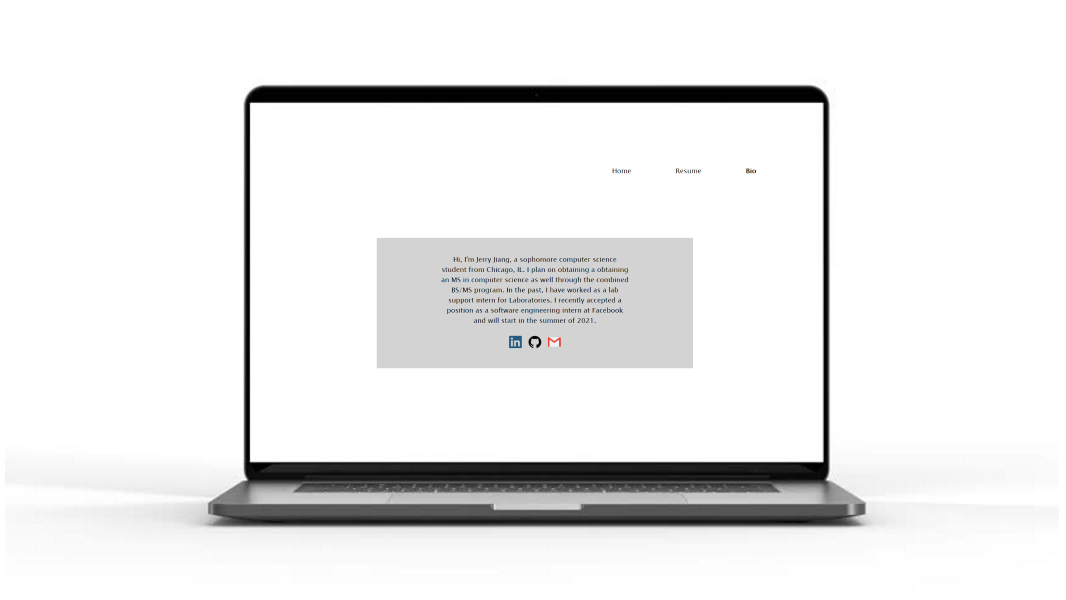 Home Resume Bio
Hi, I'm Jerry Jiang, a sophomore computer science
student from Chicago, IL. I plan on obtaining a obtaining
an MS in computer science as well through the combined
BS/MS program. In the past, I have worked as a lab
support intern for Laboratories. I recently accepted a
position as a software engineering intern at Facebook
and will start in the summer of 2021.
in